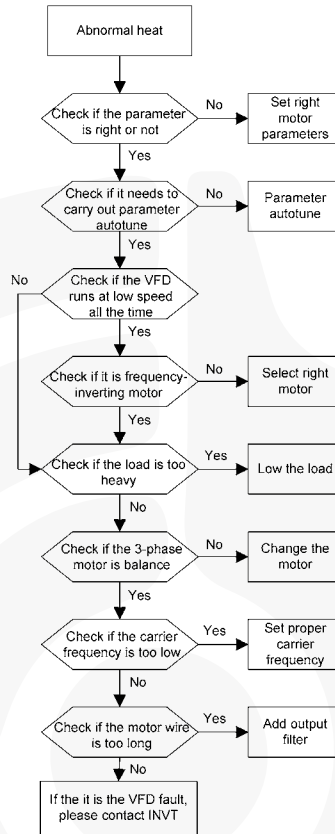 Abnormal heat
Check if the parameter
is right or not
No
Set right
motor
parameters
Yes
Check if it needs to
carry out parameter
autotune
No
Parameter
autotune
Yes
No
Check if the VFD
runs at low speed
all the time
Yes
Check if it is frequency-
inverting motor
No
Select right
motor
Yes
Check if the load is too
heavy
Yes
Low the load
No
Check if the 3-phase
motor is balance
No
Change the
motor
Yes
Check if the carrier
frequency is too low
Yes
Set proper
carrier
frequency
No
Check if the motor wire
is too long
Yes
Add output
filter
No
If the it is the VFD fault,
please contact INVT